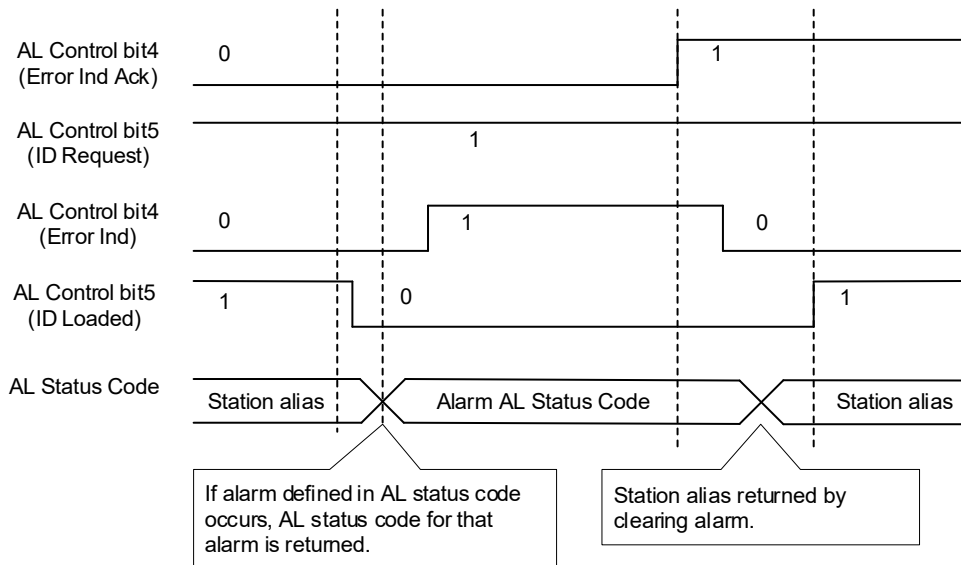 AL Control bit4
(Error Ind Ack)
0
1
AL Control bit5
(ID Request)
1
AL Control bit4
(Error Ind)
0
1
0
AL Control bit5
(ID Loaded)
1
0
1
AL Status Code
Station alias
Alarm AL Status Code
Station alias
If alarm defined in AL status code
occurs, AL status code for that
alarm is returned.
Station alias returned by
clearing alarm.